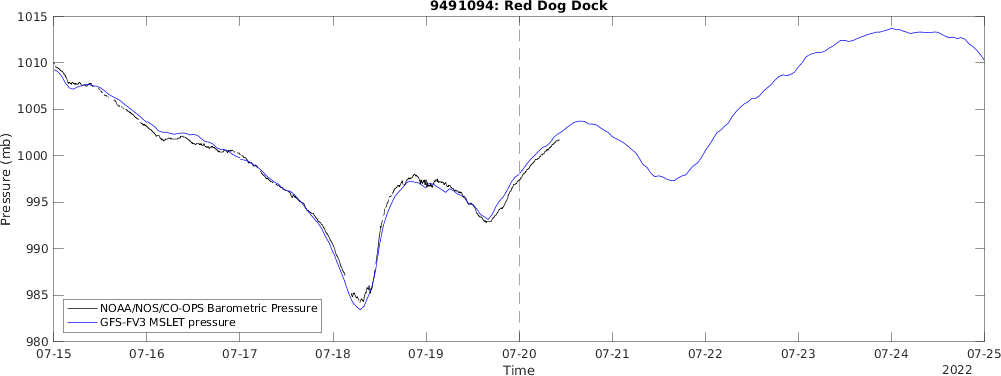 9491094: Red Dog Dock
Pressure (mb)
1015
1010
1005
1000
995
990
985
980
NOAA/NOS/CO-OPS Barometric Pressure
GFS-FV3 MSLET pressure
07-15 07-16 07-17 07-18 07-19 07-20 07-21 07-22 07-23 07-24 07-25
Time
2022